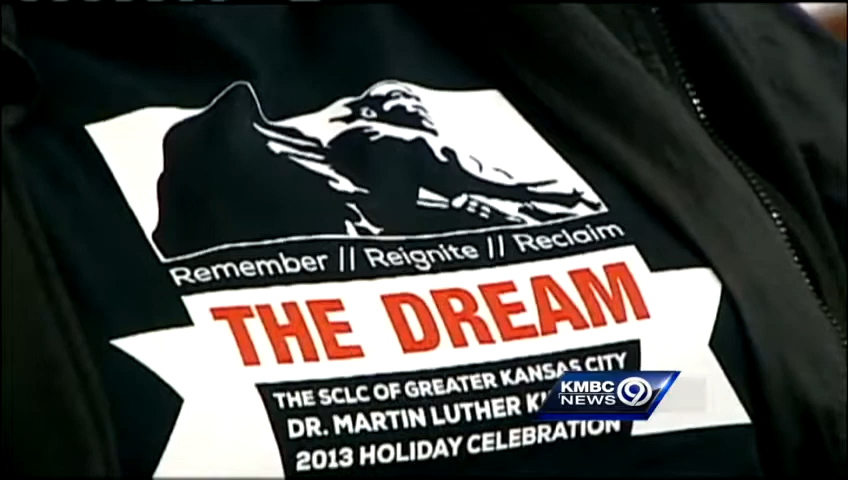 Remember // Reignite // Reclaim
THE DREAM
THE SCLC OF GREATER KANSAS CITY
DR. MARTIN LUTHER
2013 HOLIDAY CELEBRATION
KMBC 9
NEWS